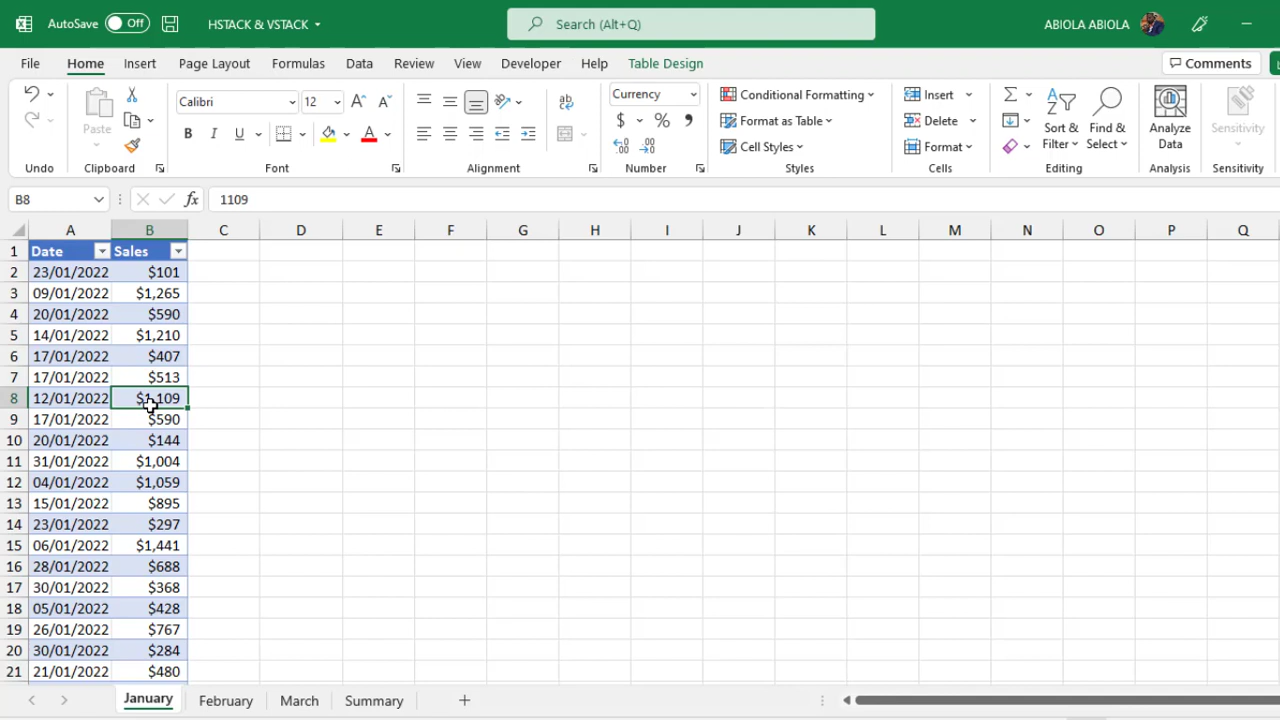 AutoSave Off HSTACK & VSTACK Search (Alt+Q) ABIOLA ABIOLA
File Home Insert Page Layout Formulas Data Review View Developer Help Table Design Comments
Paste Calibri 12 Currency Conditional Formatting Insert
B I U A $ % Format as Table Delete Sort & Filter Find & Select Analyze Data Sensitivity
Cell Styles Format
Undo Clipboard Font Alignment Number Styles Cells Editing Analysis Sensitivity
B8 fx 1109
A B C D E F G H I J K L M N O P Q
1 Date Sales
2 23/01/2022 $101
3 09/01/2022 $1,265
4 20/01/2022 $590
5 14/01/2022 $1,210
6 17/01/2022 $407
7 17/01/2022 $513
8 12/01/2022 $1,109
9 17/01/2022 $590
10 20/01/2022 $144
11 31/01/2022 $1,004
12 04/01/2022 $1,059
13 15/01/2022 $895
14 23/01/2022 $297
15 06/01/2022 $1,441
16 28/01/2022 $688
17 30/01/2022 $368
18 05/01/2022 $428
19 26/01/2022 $767
20 30/01/2022 $284
21 21/01/2022 $480
January February March Summary